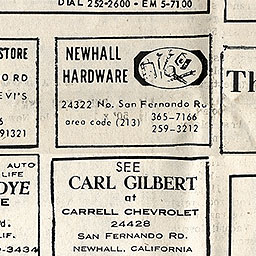 DIAL 252-2600 - EM 5-7100
STORE
ORD
EVI'S
91321
NEWHALL
HARDWARE
24322 No. San Fernando R
area code (213) 365-7166
259-3212
Th
AUTO
LIFE
DYE
E
d.
LIF.
-3434
SEE
CARL GILBERT
at
CARRELL CHEVROLET
24428
SAN FERNANDO RD.
NEWHALL, CALIFORNIA